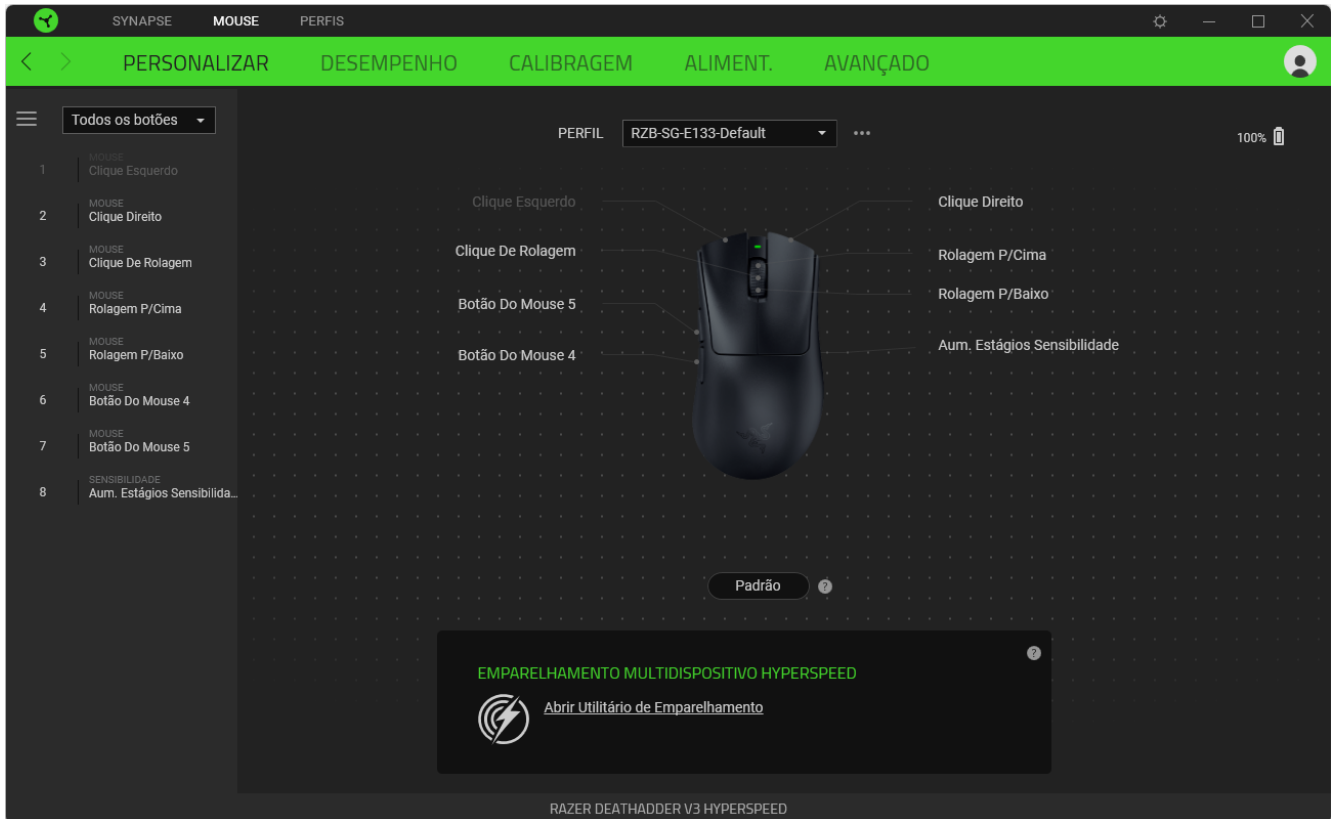 SYNAPSE MOUSE PERFIS
PERSONALIZAR DESEMPENHO CALIBRAGEM ALIMENT. AVANÇADO
Todos os botões
PERFIL RZB-SG-E133-Default
100%
1 MOUSE
Clique Esquerdo
2 MOUSE
Clique Direito
3 MOUSE
Clique De Rolagem
4 MOUSE
Rolagem P/Cima
5 MOUSE
Rolagem P/Baixo
6 MOUSE
Botão Do Mouse 4
7 MOUSE
Botão Do Mouse 5
8 SENSIBILIDADE
Aum. Estágios Sensibilida...
Clique Esquerdo
Clique De Rolagem
Botão Do Mouse 5
Botão Do Mouse 4
Clique Direito
Rolagem P/Cima
Rolagem P/Baixo
Aum. Estágios Sensibilidade
Padrão ?
?
EMPARELHAMENTO MULTIDISPOSITIVO HYPERSPEED
Abrir Utilitário de Emparelhamento
RAZER DEATHADDER V3 HYPERSPEED